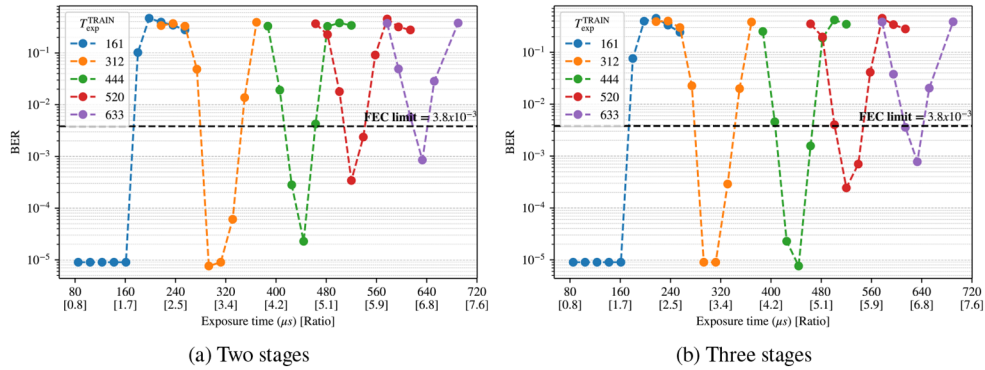 T_exp^TRAIN
161
312
444
520
633
FEC limit = 3.8x10⁻³
BER
10⁻¹
10⁻²
10⁻³
10⁻⁴
10⁻⁵
80 160 240 320 400 480 560 640 720
[0.8] [1.7] [2.5] [3.4] [4.2] [5.1] [5.9] [6.8] [7.6]
Exposure time (μs) [Ratio]
(a) Two stages
T_exp^TRAIN
161
312
444
520
633
FEC limit = 3.8x10⁻³
BER
10⁻¹
10⁻²
10⁻³
10⁻⁴
10⁻⁵
80 160 240 320 400 480 560 640 720
[0.8] [1.7] [2.5] [3.4] [4.2] [5.1] [5.9] [6.8] [7.6]
Exposure time (μs) [Ratio]
(b) Three stages